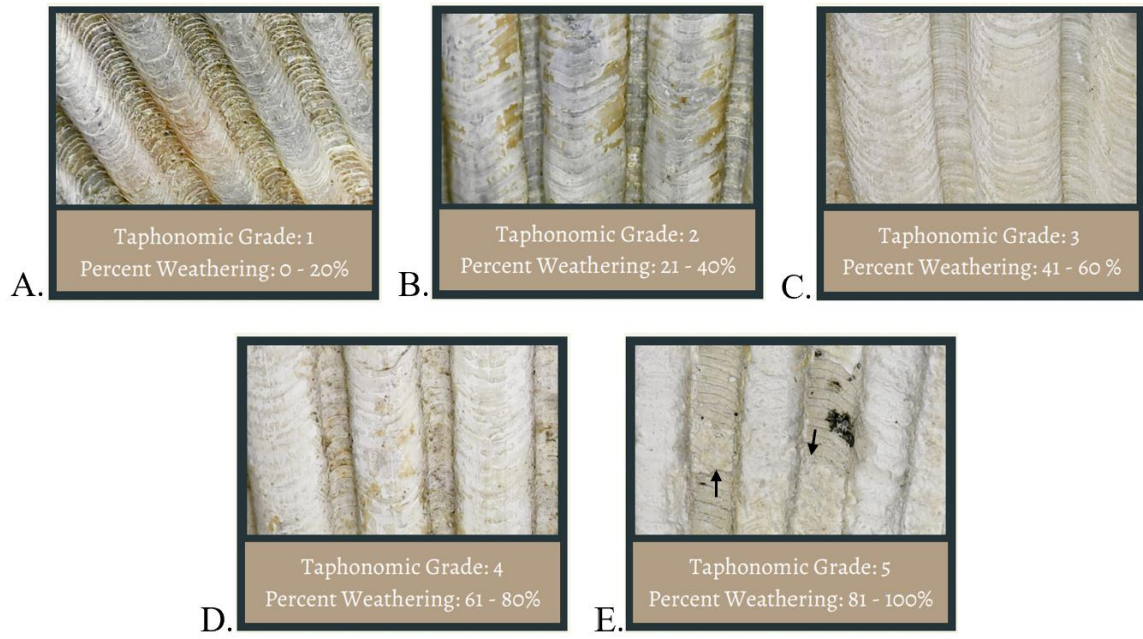 Taphonomic Grade: 1
Percent Weathering: 0 - 20%
A.
Taphonomic Grade: 2
Percent Weathering: 21 - 40%
B.
Taphonomic Grade: 3
Percent Weathering: 41 - 60 %
C.
Taphonomic Grade: 4
Percent Weathering: 61 - 80%
D.
Taphonomic Grade: 5
Percent Weathering: 81 - 100%
E.